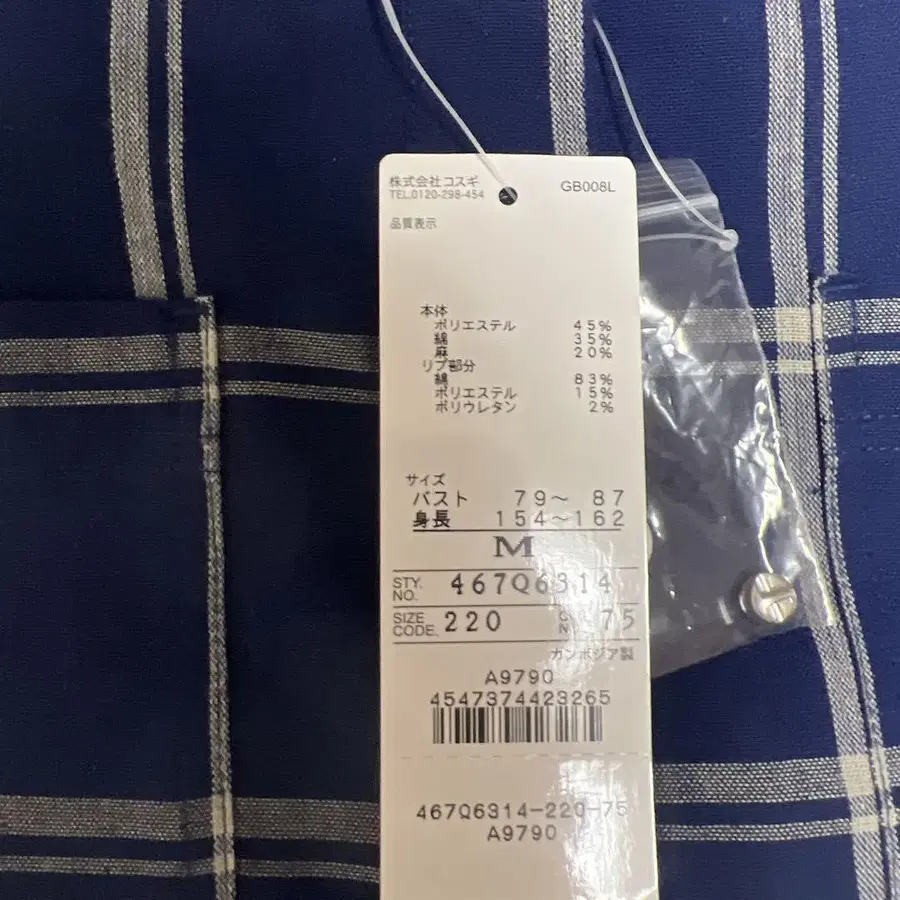 株式会社コスギ
TEL.0120-298-454
GB008L
品質表示
本体
ポリエステル 45%
綿 35%
麻 20%
リブ部分
綿 83%
ポリエステル 15%
ポリウレタン 2%
サイズ
バスト 79〜 87
身長 154〜162
M
STY. NO. 467Q6314
SIZE CODE. 220 75
カンボジア製
A9790
4547374423265
467Q6314-220-75
A9790